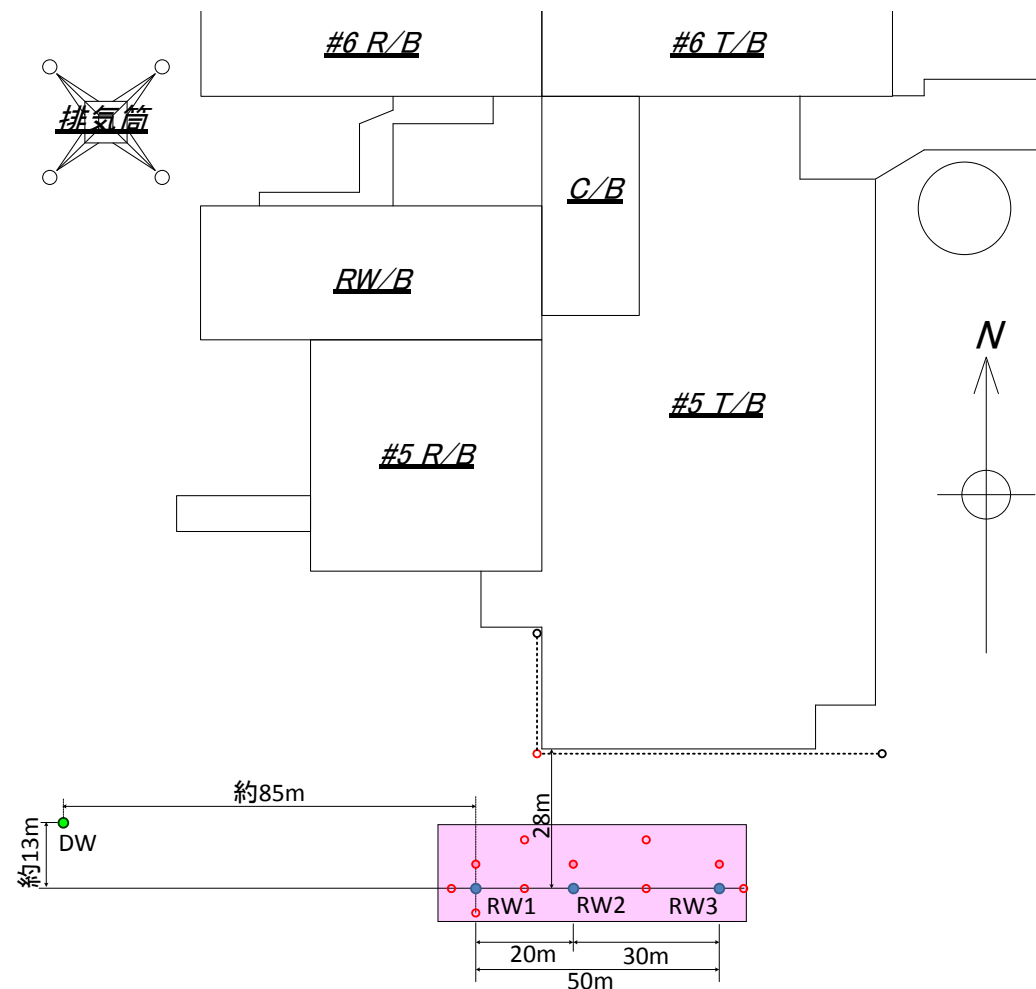 #6 R/B
#6 T/B
排気筒
C/B
RW/B
N
#5 T/B
#5 R/B
約85m
28m
約13m
DW
RW1
RW2
RW3
20m
30m
50m